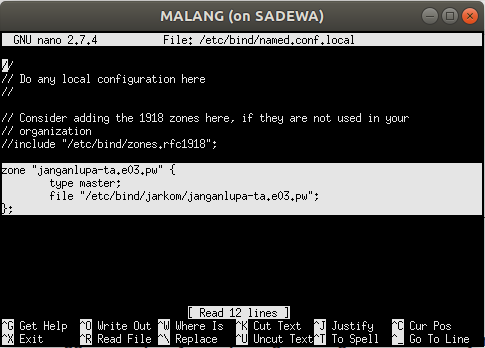 MALANG (on SADEWA)
GNU nano 2.7.4 File: /etc/bind/named.conf.local
//
// Do any local configuration here
//
// Consider adding the 1918 zones here, if they are not used in your
// organization
//include "/etc/bind/zones.rfc1918";
zone "janganlupa-ta.e03.pw" {
type master;
file "/etc/bind/jarkom/janganlupa-ta.e03.pw";
};
[ Read 12 lines ]
^G Get Help ^O Write Out ^W Where Is ^K Cut Text ^J Justify ^C Cur Pos
^X Exit ^R Read File ^\ Replace ^U Uncut Text ^T To Spell ^_ Go To Line